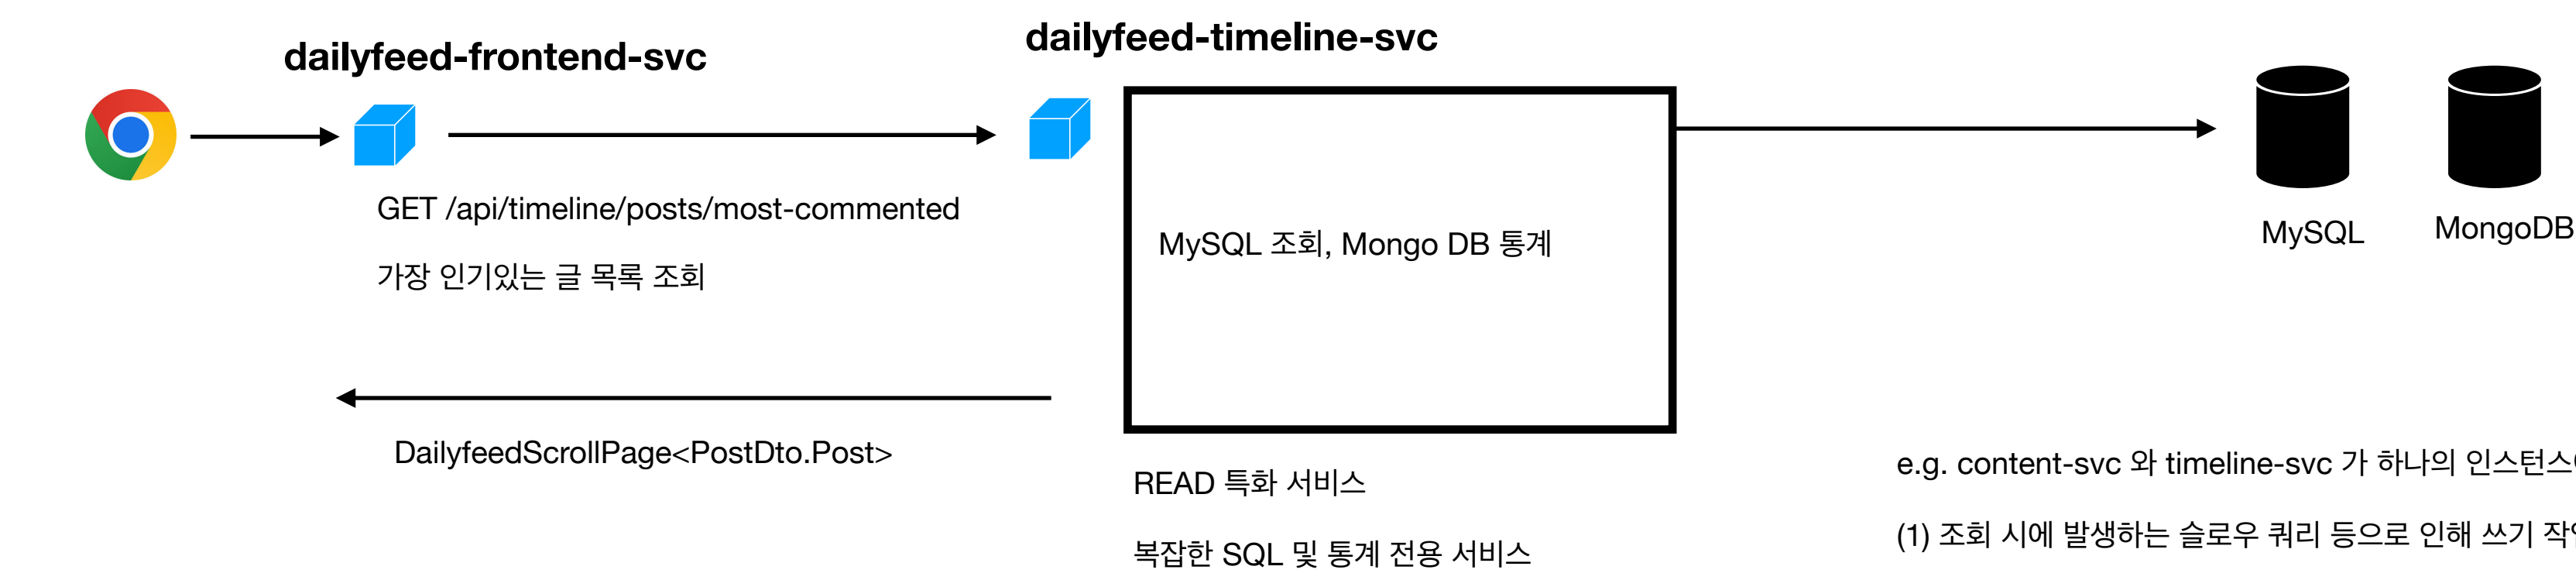 dailyfeed-frontend-svc
dailyfeed-timeline-svc
GET /api/timeline/posts/most-commented
가장 인기있는 글 목록 조회
MySQL 조회, Mongo DB 통계
MySQL
MongoDB
DailyfeedScrollPage<PostDto.Post>
READ 특화 서비스
복잡한 SQL 및 통계 전용 서비스
e.g. content-svc 와 timeline-svc 가 하나의 인스턴스
(1) 조회 시에 발생하는 슬로우 쿼리 등으로 인해 쓰기